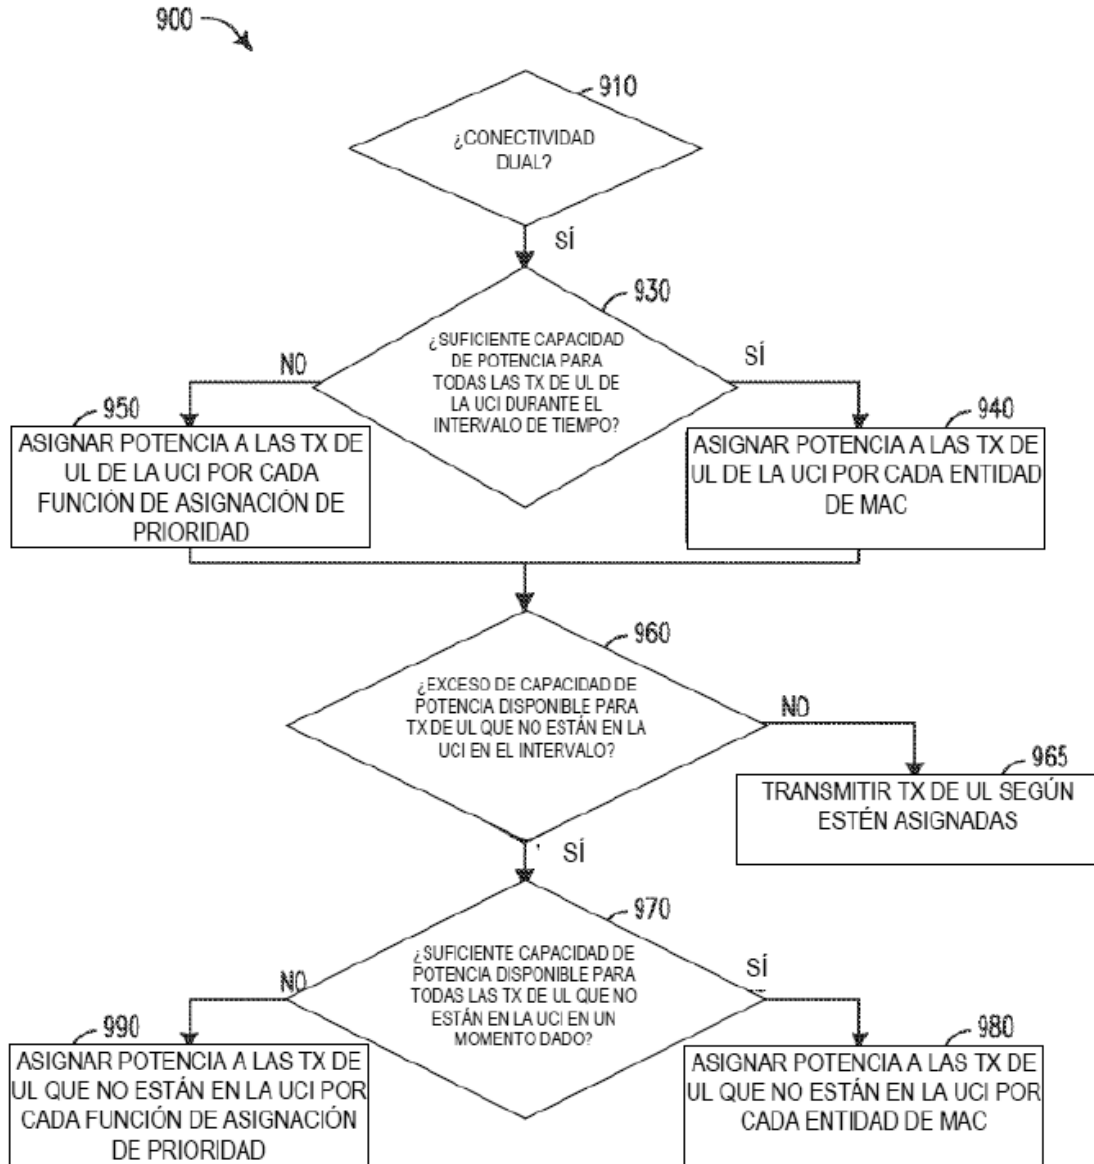 900
910
¿CONECTIVIDAD
DUAL?
SÍ
930
¿SUFICIENTE CAPACIDAD
DE POTENCIA PARA
TODAS LAS TX DE UL DE
LA UCI DURANTE EL
INTERVALO DE TIEMPO?
NO
SÍ
950
ASIGNAR POTENCIA A LAS TX DE
UL DE LA UCI POR CADA
FUNCIÓN DE ASIGNACIÓN DE
PRIORIDAD
940
ASIGNAR POTENCIA A LAS TX DE
UL DE LA UCI POR CADA ENTIDAD
DE MAC
960
¿EXCESO DE CAPACIDAD DE
POTENCIA DISPONIBLE PARA
TX DE UL QUE NO ESTÁN EN LA
UCI EN EL INTERVALO?
NO
965
TRANSMITIR TX DE UL SEGÚN
ESTÉN ASIGNADAS
SÍ
970
¿SUFICIENTE CAPACIDAD DE
POTENCIA DISPONIBLE PARA
TODAS LAS TX DE UL QUE NO
ESTÁN EN LA UCI EN UN
MOMENTO DADO?
NO
SÍ
990
ASIGNAR POTENCIA A LAS TX DE
UL QUE NO ESTÁN EN LA UCI POR
CADA FUNCIÓN DE ASIGNACIÓN
DE PRIORIDAD
980
ASIGNAR POTENCIA A LAS TX DE
UL QUE NO ESTÁN EN LA UCI POR
CADA ENTIDAD DE MAC